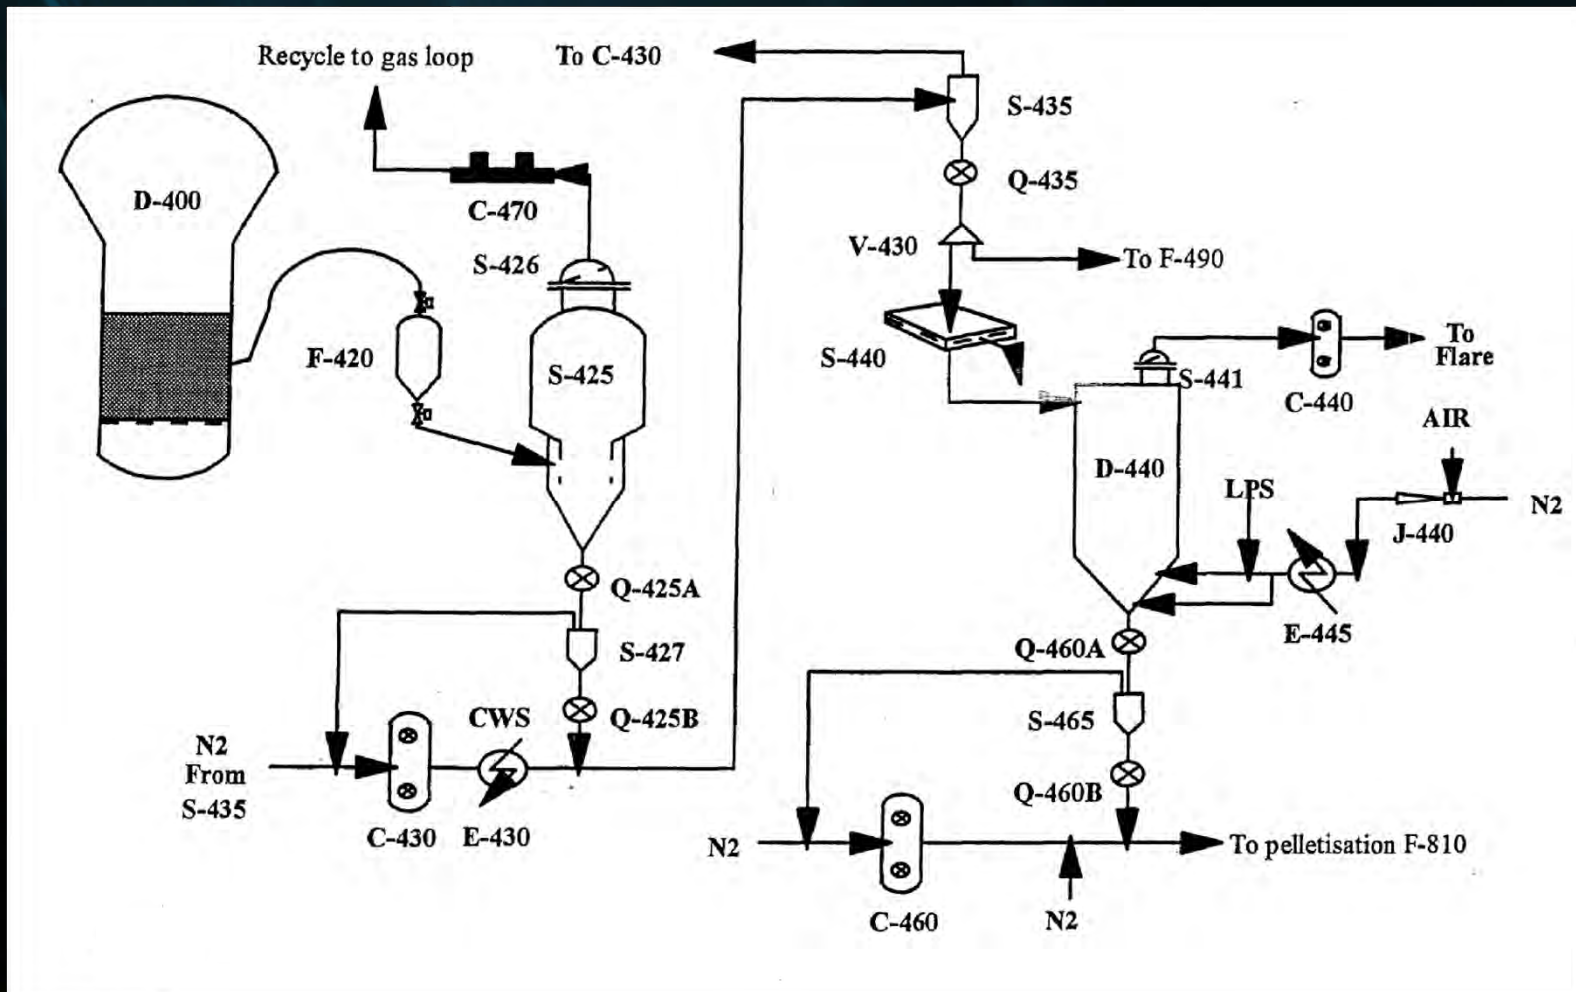 Recycle to gas loop
To C-430
S-435
D-400
Q-435
C-470
S-426
V-430
To F-490
F-420
S-425
S-440
S-441
To
Flare
C-440
AIR
D-440
LPS
N2
J-440
Q-425A
E-445
S-427
Q-460A
CWS
Q-425B
S-465
N2
From
S-435
Q-460B
C-430
E-430
N2
To pelletisation F-810
C-460
N2